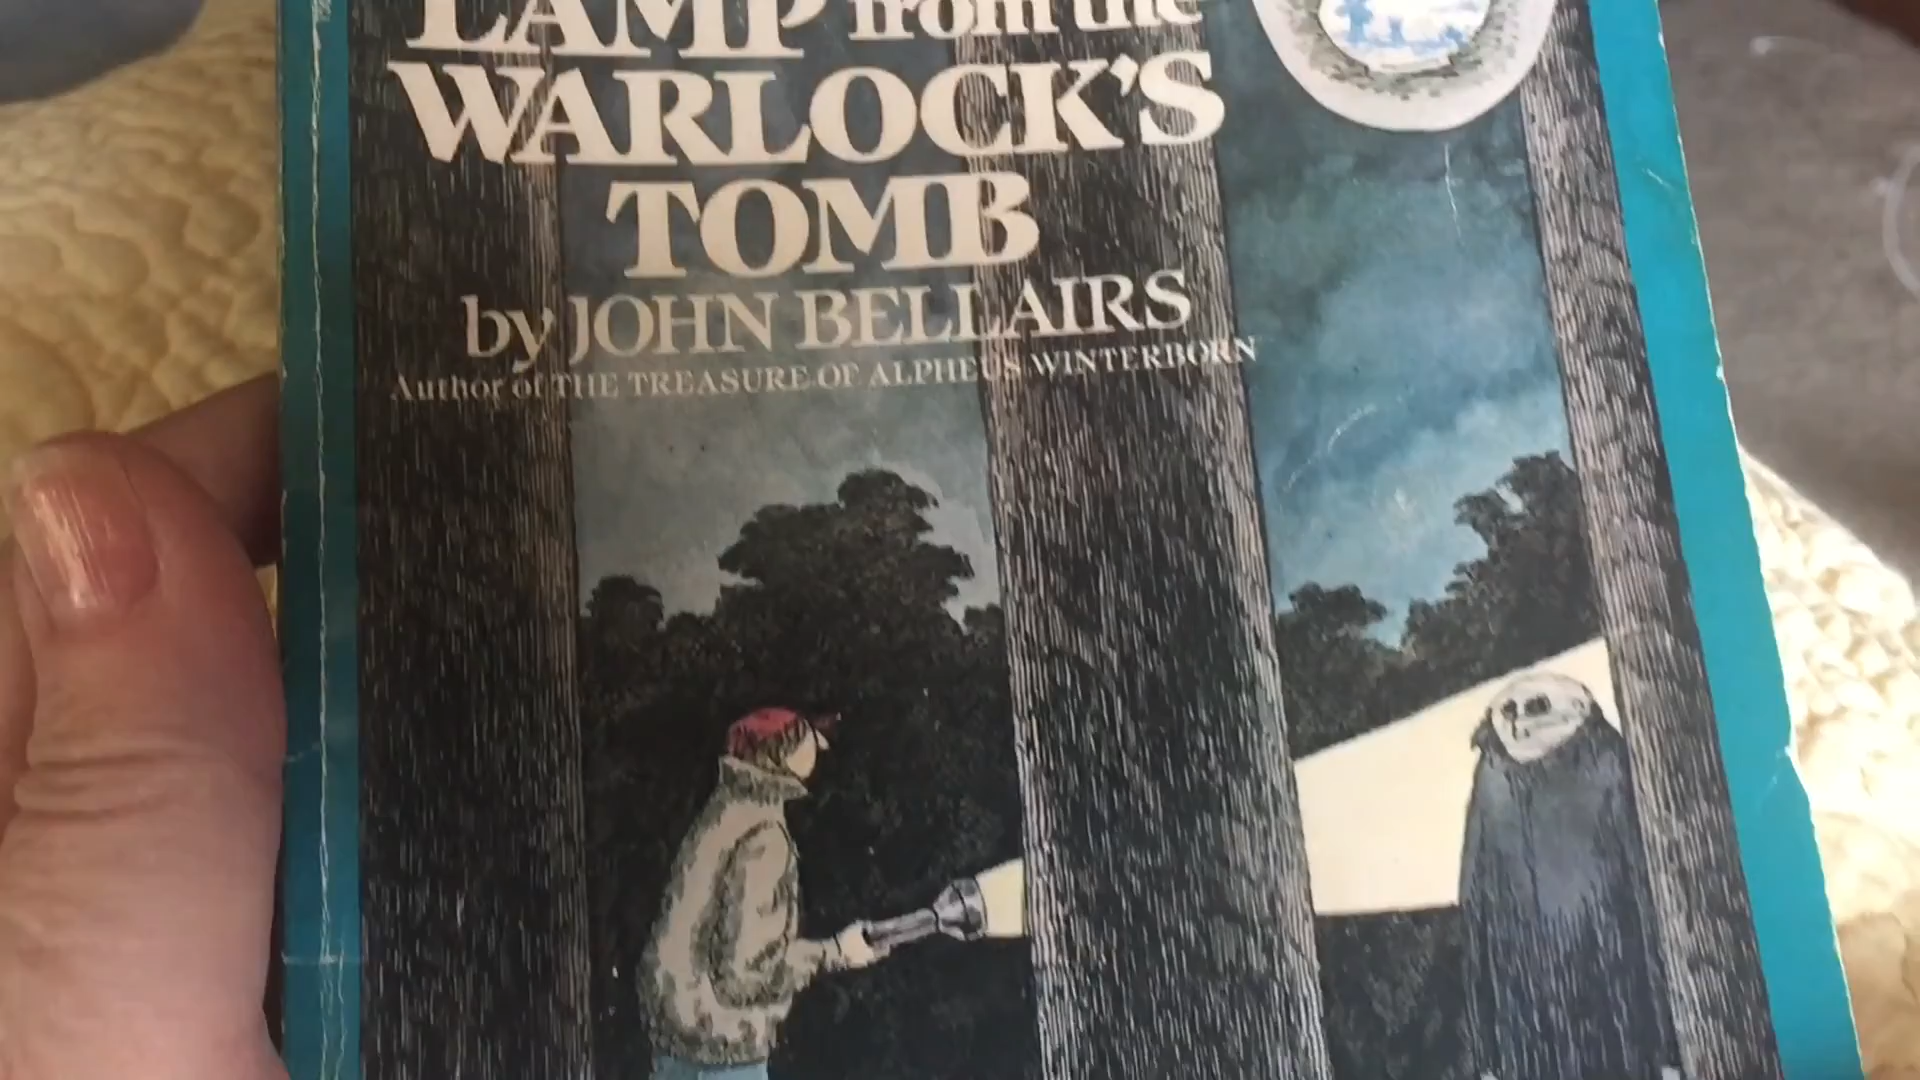 LAMP from the
WARLOCK'S
TOMB
by JOHN BELLAIRS
Author of THE TREASURE OF ALPHEUS WINTERBORN